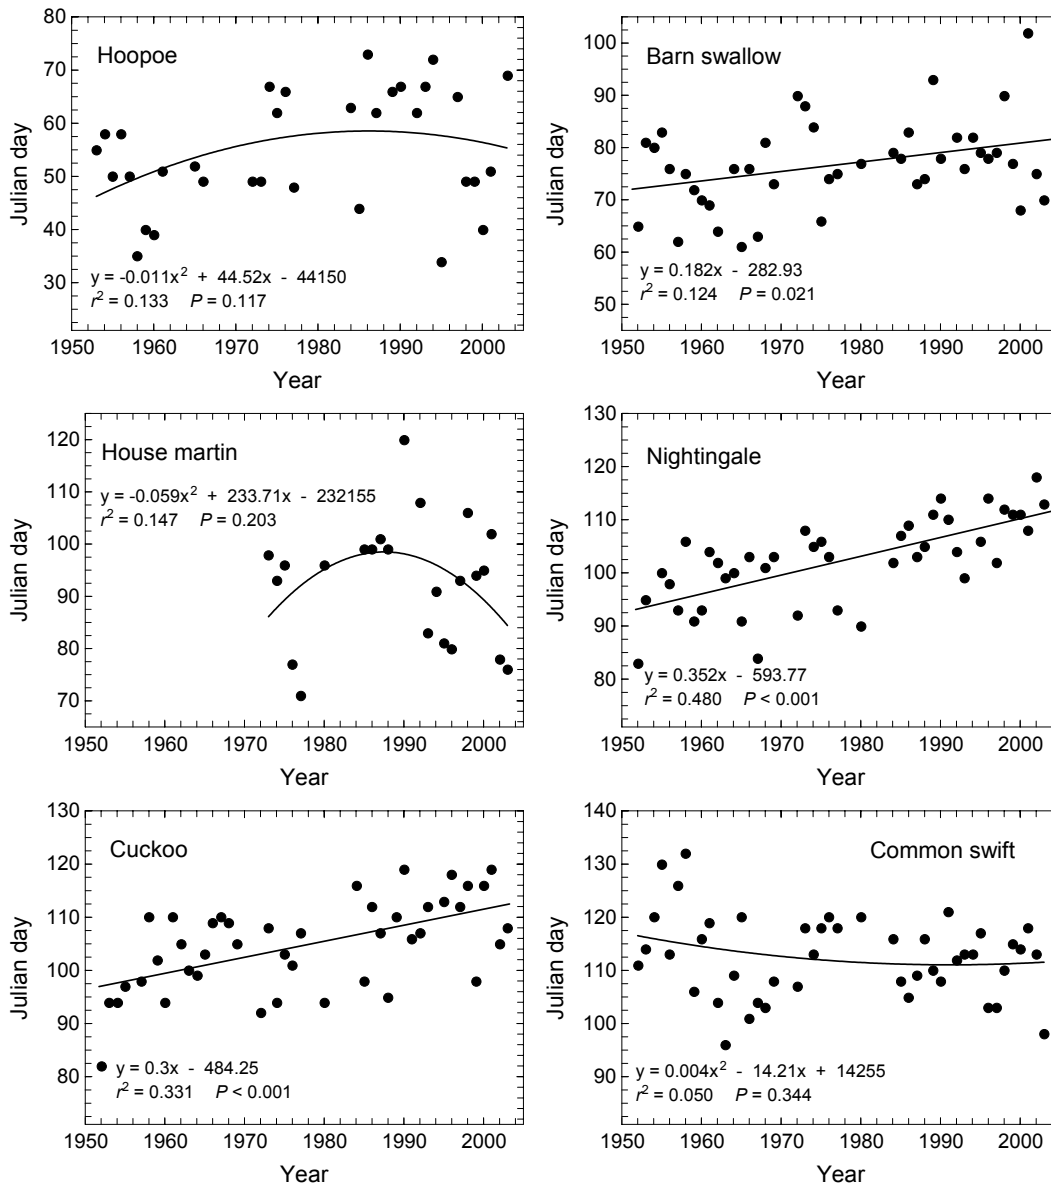 80
70
60
50
40
30
Julian day
Hoopoe
y = -0.011x² + 44.52x - 44150
r² = 0.133 P = 0.117
1950 1960 1970 1980 1990 2000
Year
100
90
80
70
60
50
Julian day
Barn swallow
y = 0.182x - 282.93
r² = 0.124 P = 0.021
1950 1960 1970 1980 1990 2000
Year
120
110
100
90
80
70
Julian day
House martin
y = -0.059x² + 233.71x - 232155
r² = 0.147 P = 0.203
1950 1960 1970 1980 1990 2000
Year
130
120
110
100
90
80
Julian day
Nightingale
y = 0.352x - 593.77
r² = 0.480 P < 0.001
1950 1960 1970 1980 1990 2000
Year
130
120
110
100
90
80
Julian day
Cuckoo
y = 0.3x - 484.25
r² = 0.331 P < 0.001
1950 1960 1970 1980 1990 2000
Year
140
130
120
110
100
90
Julian day
Common swift
y = 0.004x² - 14.21x + 14255
r² = 0.050 P = 0.344
1950 1960 1970 1980 1990 2000
Year